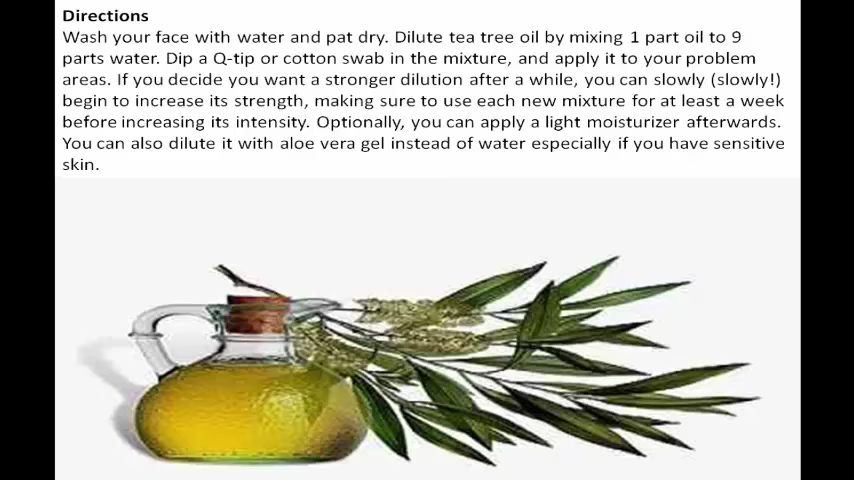 Directions
Wash your face with water and pat dry. Dilute tea tree oil by mixing 1 part oil to 9
parts water. Dip a Q-tip or cotton swab in the mixture, and apply it to your problem
areas. If you decide you want a stronger dilution after a while, you can slowly (slowly!)
begin to increase its strength, making sure to use each new mixture for at least a week
before increasing its intensity. Optionally, you can apply a light moisturizer afterwards.
You can also dilute it with aloe vera gel instead of water especially if you have sensitive
skin.